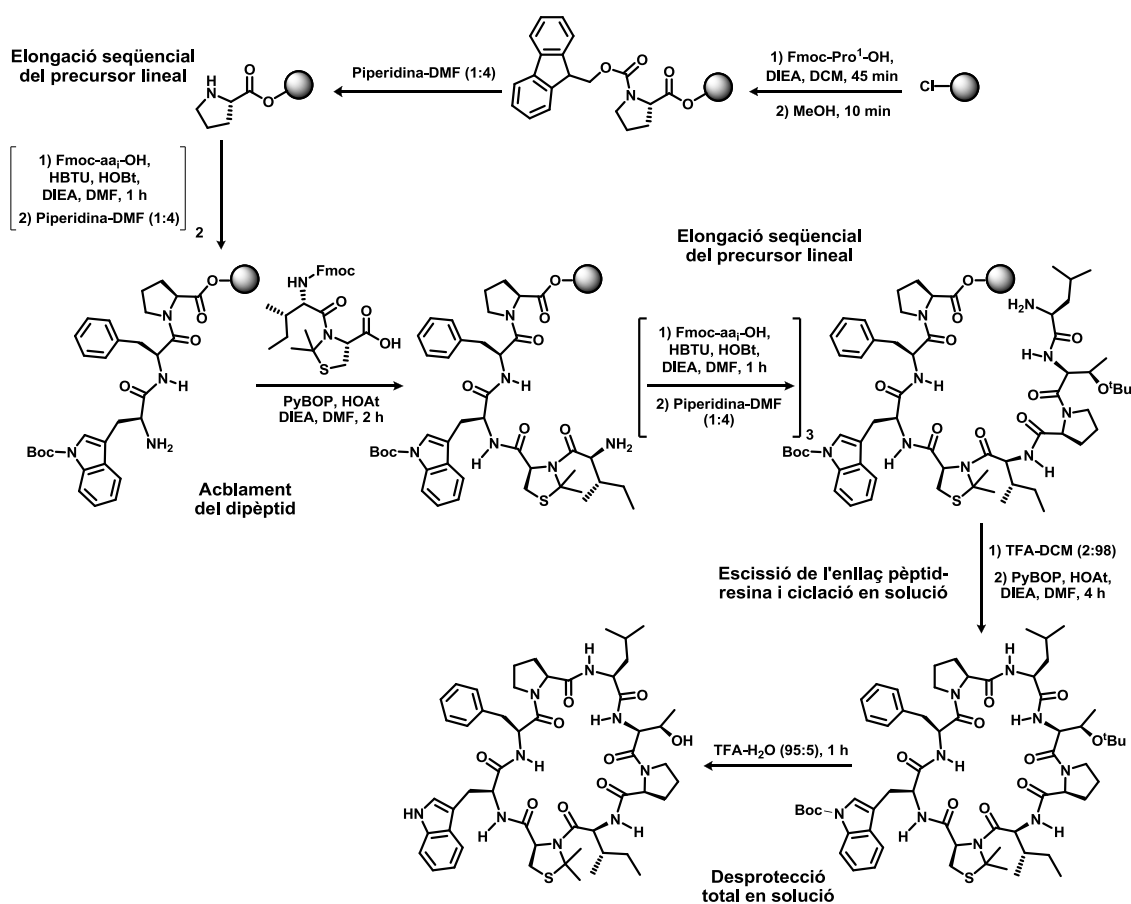 Elongació seqüencial
del precursor lineal
Piperidina-DMF (1:4)
1) Fmoc-Pro¹-OH,
DIEA, DCM, 45 min
2) MeOH, 10 min
Cl
H
N
O
O
O
O
N
O
O
1) Fmoc-aaᵢ-OH,
HBTU, HOBt,
DIEA, DMF, 1 h
2) Piperidina-DMF (1:4)
2
O
N
O
O
N
H
O
NH₂
Boc N
HN Fmoc
O
N
O
OH
S
PyBOP, HOAt
DIEA, DMF, 2 h
Acblament
del dipèptid
O
N
O
O
N
H
O
N
H
O
O
NH₂
N
S
Boc N
Elongació seqüencial
del precursor lineal
1) Fmoc-aaᵢ-OH,
HBTU, HOBt,
DIEA, DMF, 1 h
2) Piperidina-DMF
(1:4)
3
O
N
O
O
N
H
O
N
H
O
O
N
S
N
H
O
N
O
H N
OᵗBu
O
H₂N
Boc N
Escissió de l'enllaç pèptid-
resina i ciclació en solució
1) TFA-DCM (2:98)
2) PyBOP, HOAt,
DIEA, DMF, 4 h
H
N
O
N
O
O
H N
OH
O
N
H
O
N
O
N
H
O
O
N
H
N
S
HN
TFA-H₂O (95:5), 1 h
H
N
O
N
O
O
H N
OᵗBu
O
N
H
O
N
O
N
H
O
O
N
H
N
S
Boc N
Desprotecció
total en solució